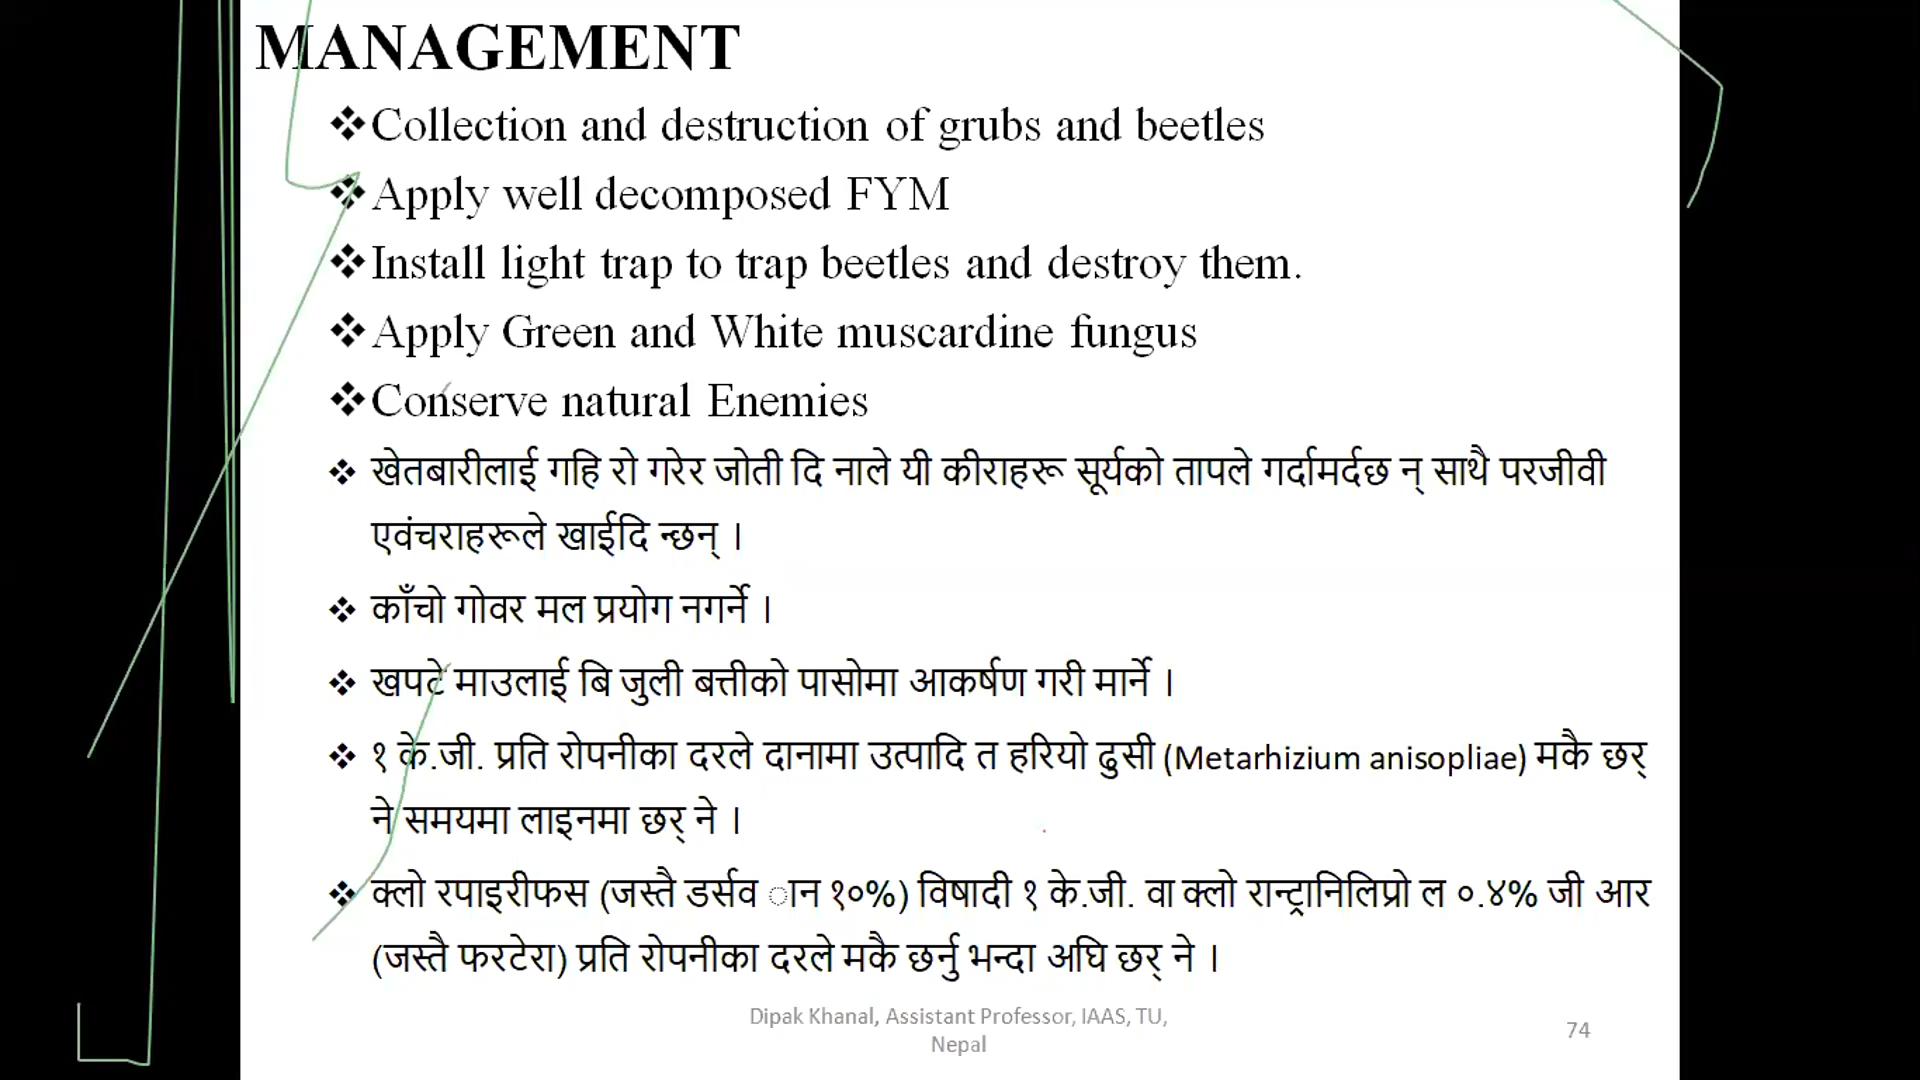 MANAGEMENT
❖Collection and destruction of grubs and beetles
❖Apply well decomposed FYM
❖Install light trap to trap beetles and destroy them.
❖Apply Green and White muscardine fungus
❖Conserve natural Enemies
❖ खेतबारीलाई गहि रो गरेर जोती दि नाले यी कीराहरू सूर्यको तापले गर्दामर्दछ न् साथै परजीवी
एवंचराहरूले खाईदि न्छन् ।
❖ काँचो गोवर मल प्रयोग नगर्ने ।
❖ खपटे माउलाई बि जुली बत्तीको पासोमा आकर्षण गरी मार्ने ।
❖ १ के.जी. प्रति रोपनीका दरले दानामा उत्पादि त हरियो ढुसी (Metarhizium anisopliae) मकै छर्
ने समयमा लाइनमा छर् ने ।
❖ क्लो रपाइरीफस (जस्तै डर्सव ान १०%) विषादी १ के.जी. वा क्लो रान्ट्रानिलिप्रो ल ०.४% जी आर
(जस्तै फरटेरा) प्रति रोपनीका दरले मकै छर्नु भन्दा अघि छर् ने ।
Dipak Khanal, Assistant Professor, IAAS, TU,
Nepal
74